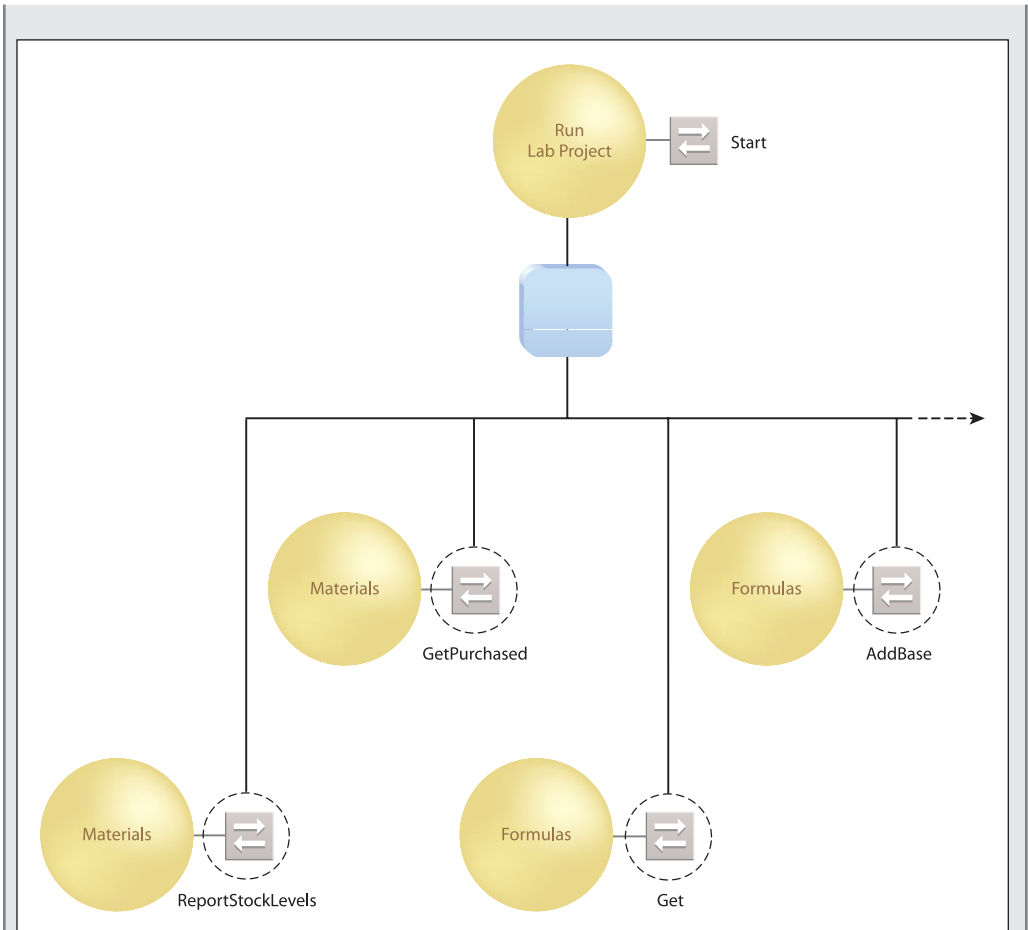 Run
Lab Project
Start
Materials
GetPurchased
Formulas
AddBase
Materials
ReportStockLevels
Formulas
Get